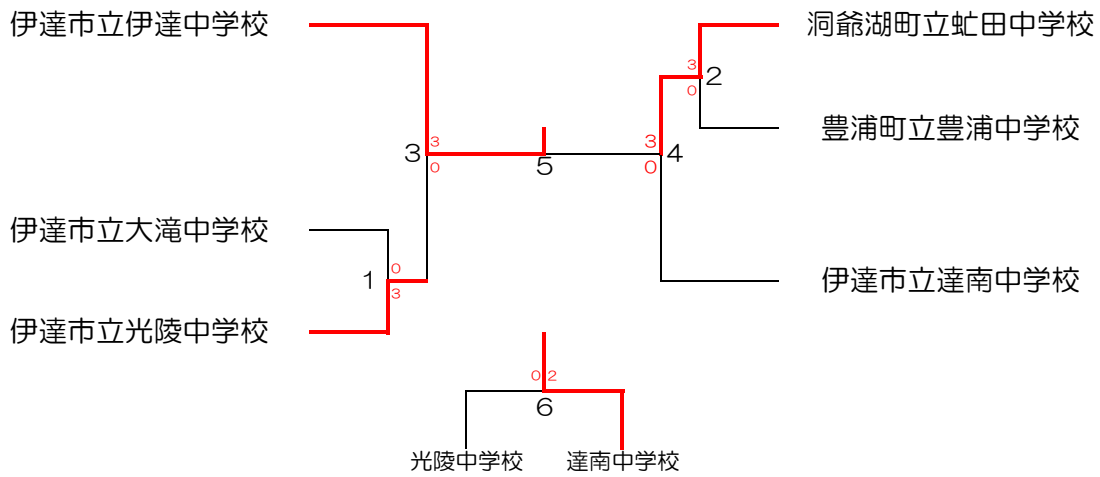 伊達市立伊達中学校
洞爺湖町立虻田中学校
3
2
0
豊浦町立豊浦中学校
3
3
0
5
3
4
0
伊達市立大滝中学校
1
0
3
伊達市立達南中学校
伊達市立光陵中学校
0 2
6
光陵中学校
達南中学校